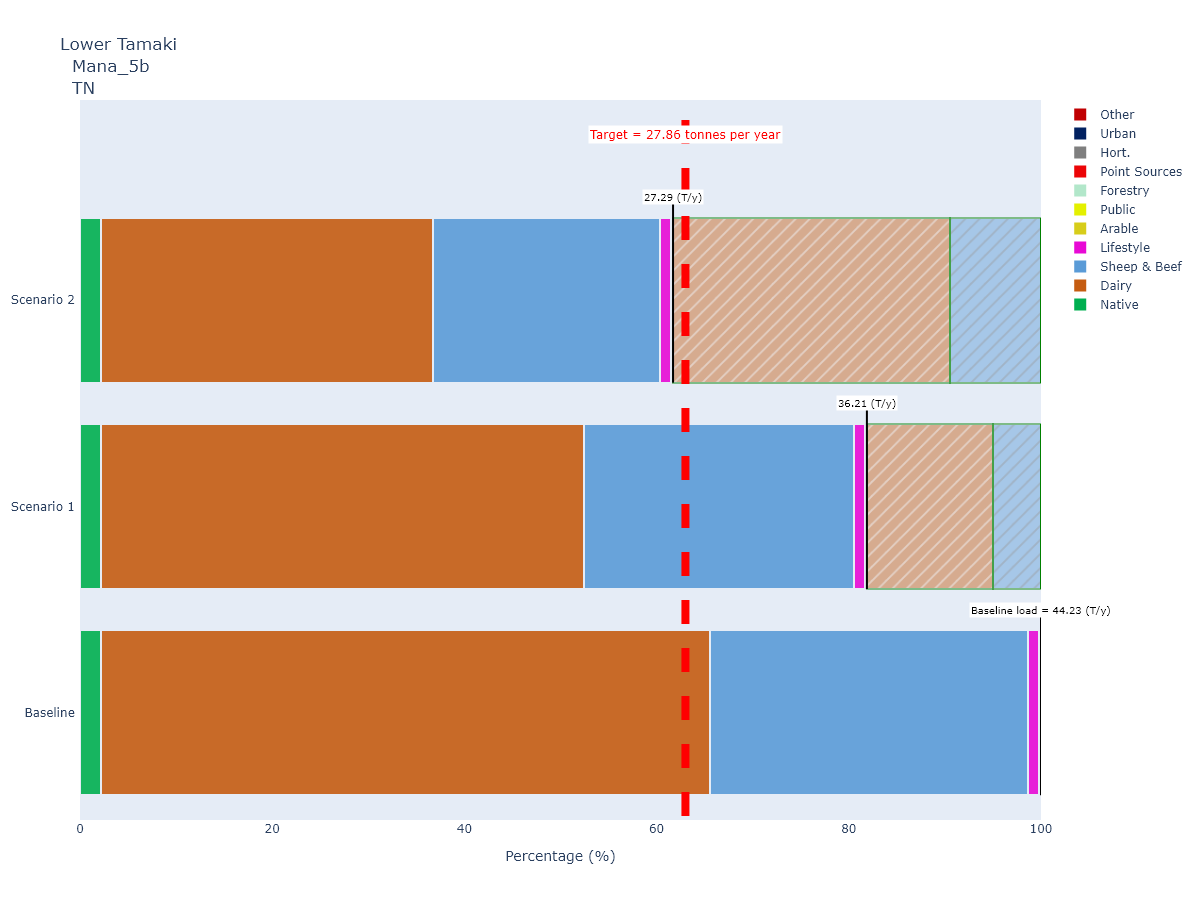 Lower Tamaki
Mana_5b
TN
Target = 27.86 tonnes per year
27.29 (T/y)
Scenario 2
36.21 (T/y)
Scenario 1
Baseline load = 44.23 (T/y)
Baseline
0 20 40 60 80 100
Percentage (%)
Other
Urban
Hort.
Point Sources
Forestry
Public
Arable
Lifestyle
Sheep & Beef
Dairy
Native